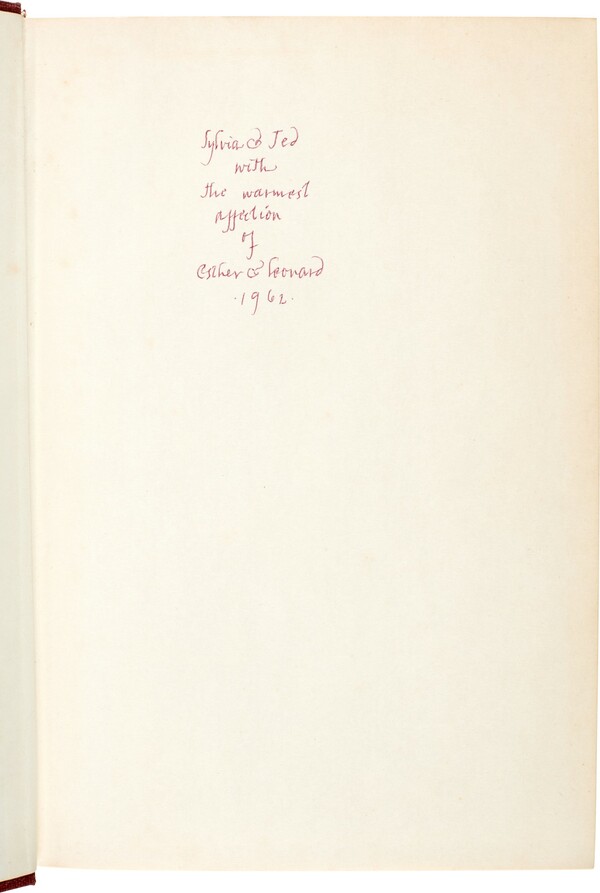 Sylvia & Ted
with
the warmest
affection
of
Esther & Leonard
·1962·